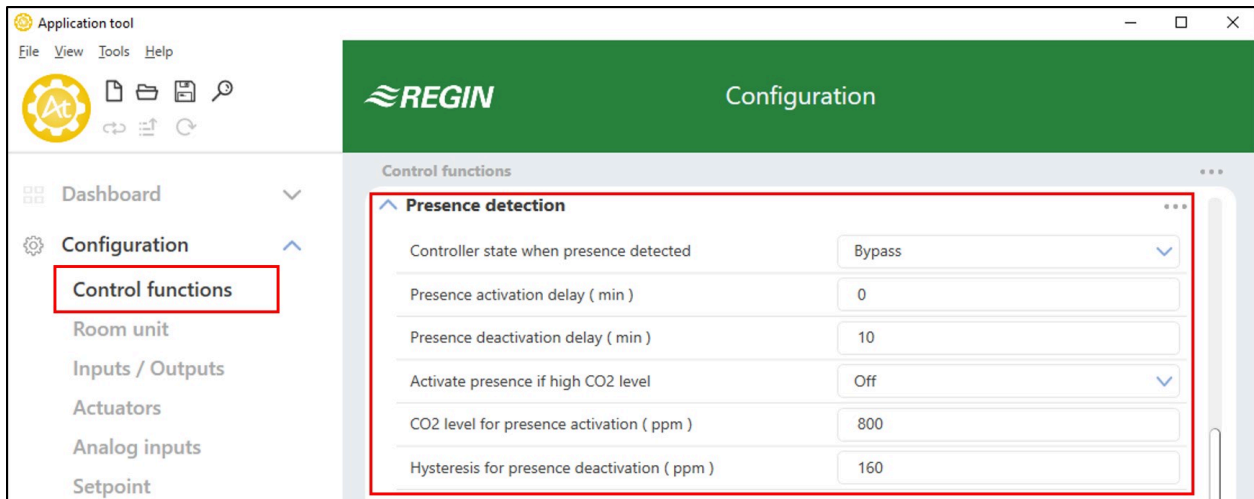 Application tool
File View Tools Help
At
REGIN
Configuration
Dashboard
Configuration
Control functions
Room unit
Inputs / Outputs
Actuators
Analog inputs
Setpoint
Control functions
Presence detection
Controller state when presence detected Bypass
Presence activation delay ( min ) 0
Presence deactivation delay ( min ) 10
Activate presence if high CO2 level Off
CO2 level for presence activation ( ppm ) 800
Hysteresis for presence deactivation ( ppm ) 160